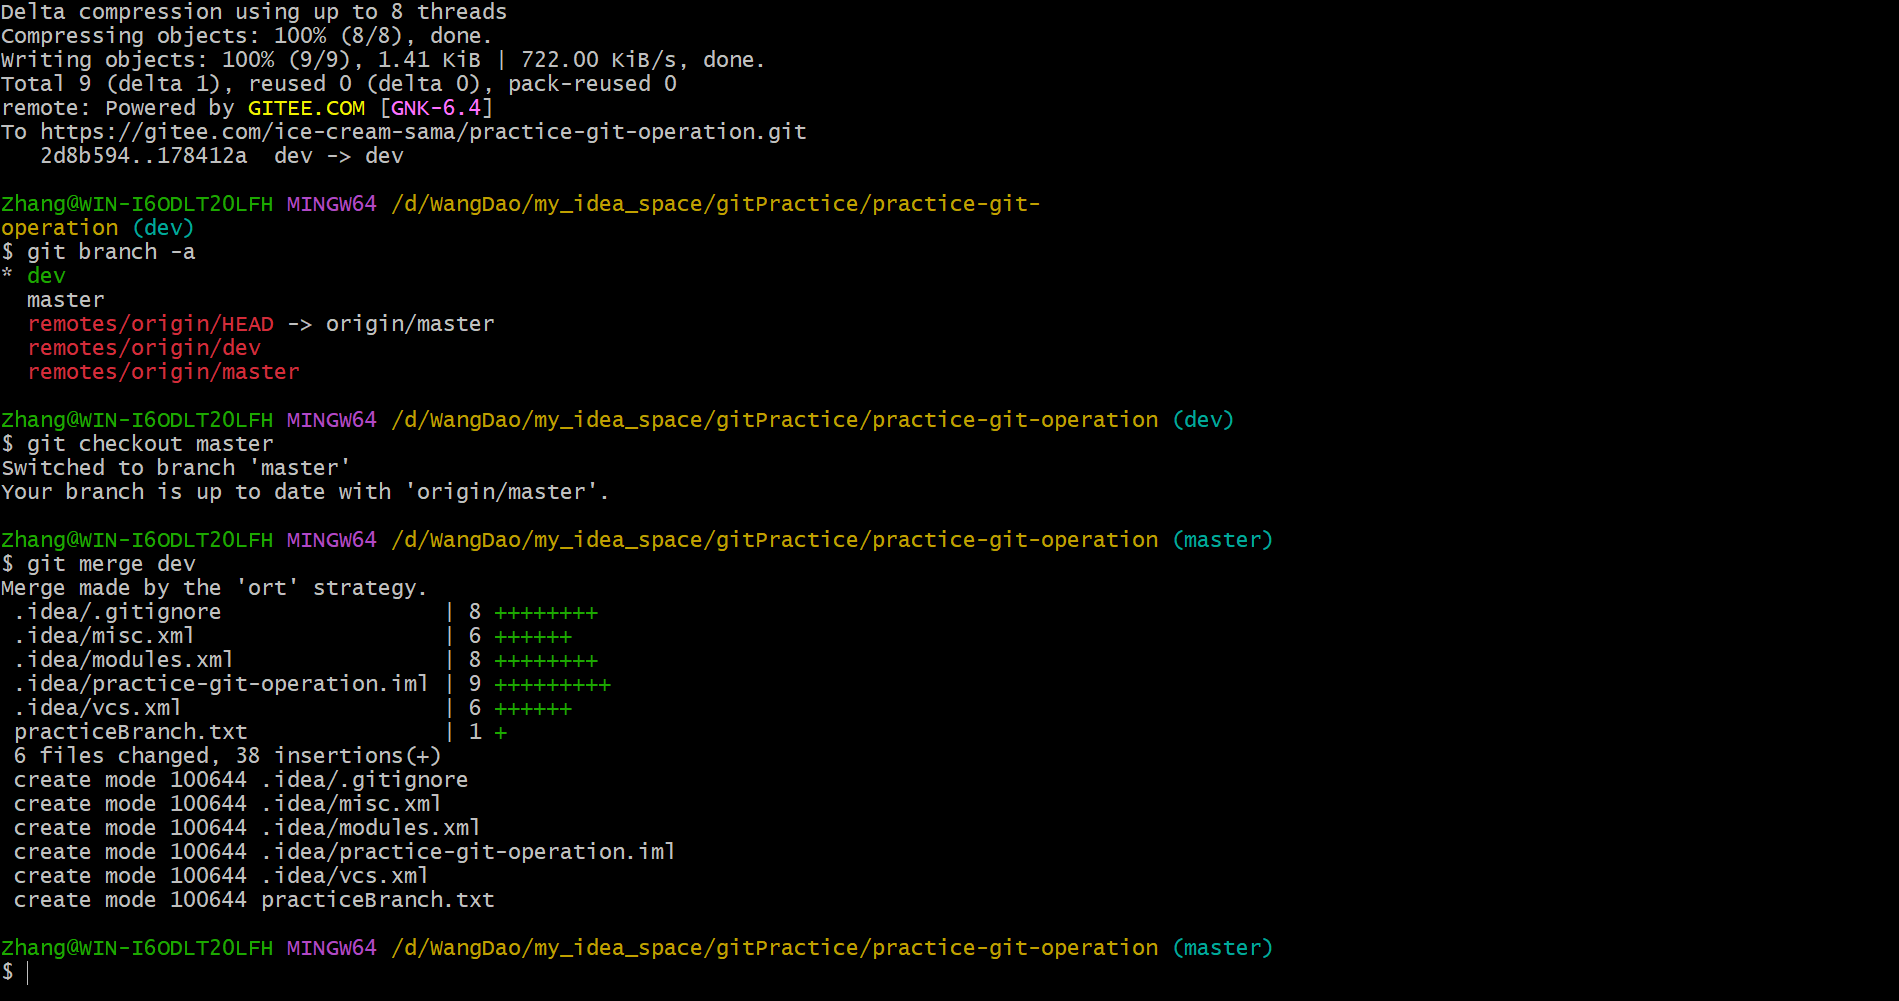 Delta compression using up to 8 threads
Compressing objects: 100% (8/8), done.
Writing objects: 100% (9/9), 1.41 KiB | 722.00 KiB/s, done.
Total 9 (delta 1), reused 0 (delta 0), pack-reused 0
remote: Powered by GITEE.COM [GNK-6.4]
To https://gitee.com/ice-cream-sama/practice-git-operation.git
   2d8b594..178412a  dev -> dev

Zhang@WIN-I6ODLT2OLFH MINGW64 /d/WangDao/my_idea_space/gitPractice/practice-git-
operation (dev)
$ git branch -a
* dev
  master
  remotes/origin/HEAD -> origin/master
  remotes/origin/dev
  remotes/origin/master

Zhang@WIN-I6ODLT2OLFH MINGW64 /d/WangDao/my_idea_space/gitPractice/practice-git-operation (dev)
$ git checkout master
Switched to branch 'master'
Your branch is up to date with 'origin/master'.

Zhang@WIN-I6ODLT2OLFH MINGW64 /d/WangDao/my_idea_space/gitPractice/practice-git-operation (master)
$ git merge dev
Merge made by the 'ort' strategy.
 .idea/.gitignore                 | 8 ++++++++
 .idea/misc.xml                   | 6 ++++++
 .idea/modules.xml                | 8 ++++++++
 .idea/practice-git-operation.iml | 9 +++++++++
 .idea/vcs.xml                    | 6 ++++++
 practiceBranch.txt               | 1 +
 6 files changed, 38 insertions(+)
 create mode 100644 .idea/.gitignore
 create mode 100644 .idea/misc.xml
 create mode 100644 .idea/modules.xml
 create mode 100644 .idea/practice-git-operation.iml
 create mode 100644 .idea/vcs.xml
 create mode 100644 practiceBranch.txt

Zhang@WIN-I6ODLT2OLFH MINGW64 /d/WangDao/my_idea_space/gitPractice/practice-git-operation (master)
$